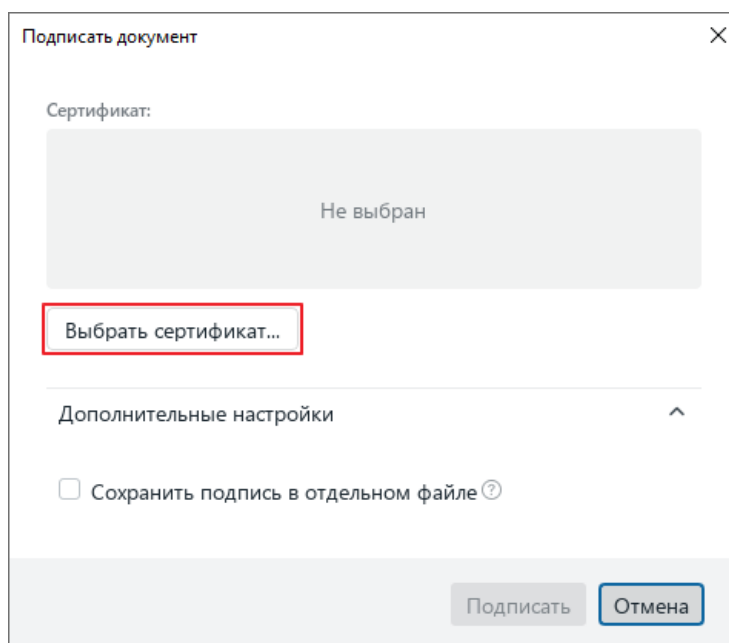 Подписать документ
Сертификат:
Не выбран
Выбрать сертификат...
Дополнительные настройки
Сохранить подпись в отдельном файле ?
Подписать Отмена